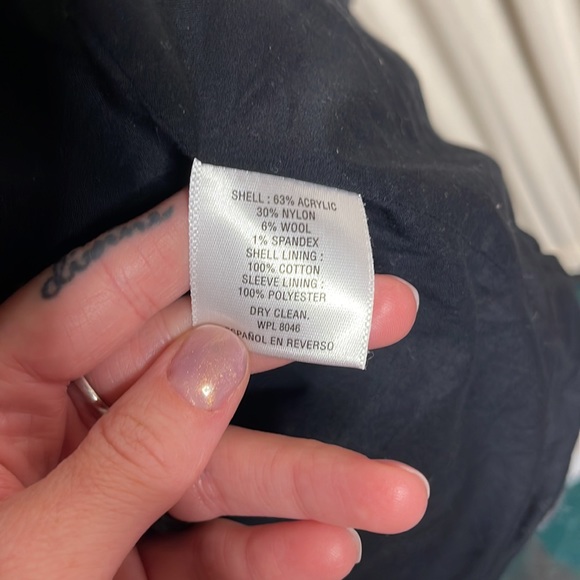 SHELL : 63% ACRYLIC
30% NYLON
6% WOOL
1% SPANDEX
SHELL LINING :
100% COTTON
SLEEVE LINING :
100% POLYESTER
DRY CLEAN.
WPL 8046
ESPAÑOL EN REVERSO